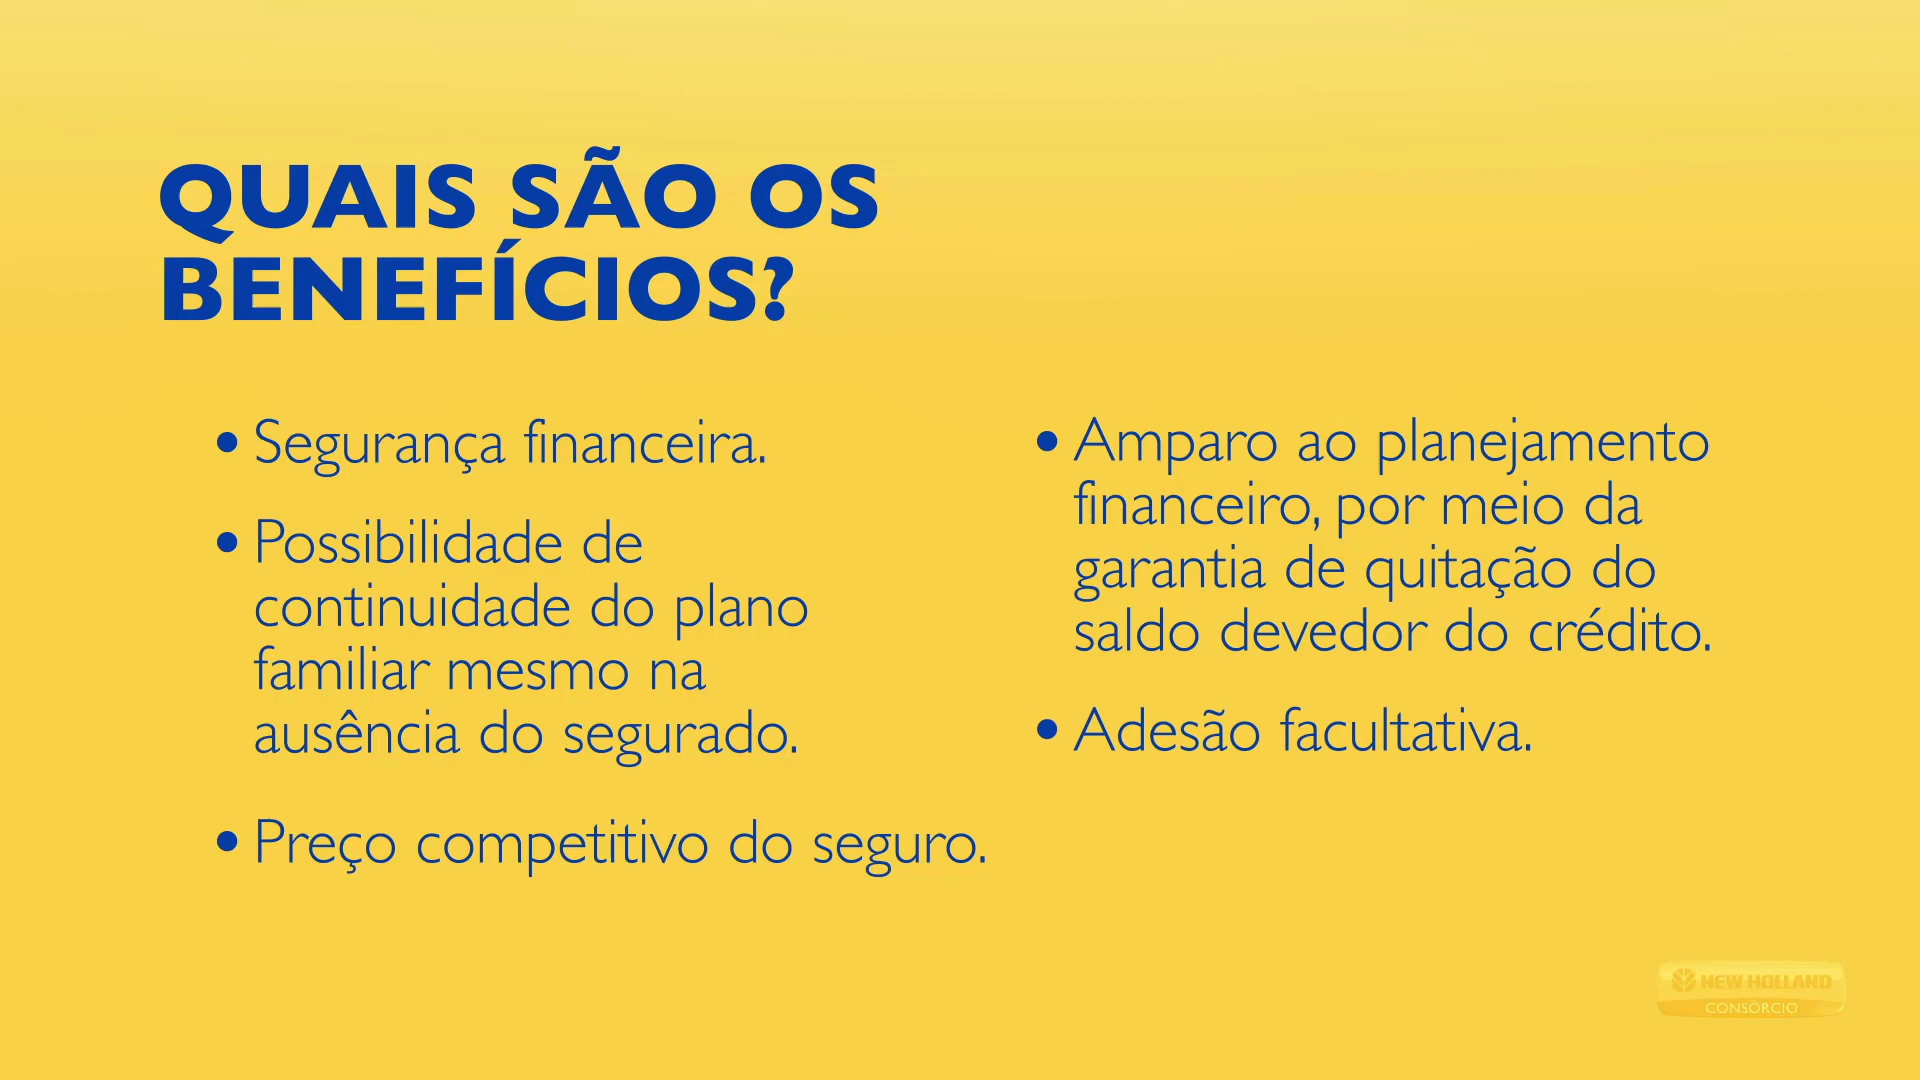 QUAIS SÃO OS
BENEFÍCIOS?
• Segurança financeira.
• Possibilidade de
continuidade do plano
familiar mesmo na
ausência do segurado.
• Preço competitivo do seguro.
• Amparo ao planejamento
financeiro, por meio da
garantia de quitação do
saldo devedor do crédito.
• Adesão facultativa.
NEW HOLLAND
CONSÓRCIO